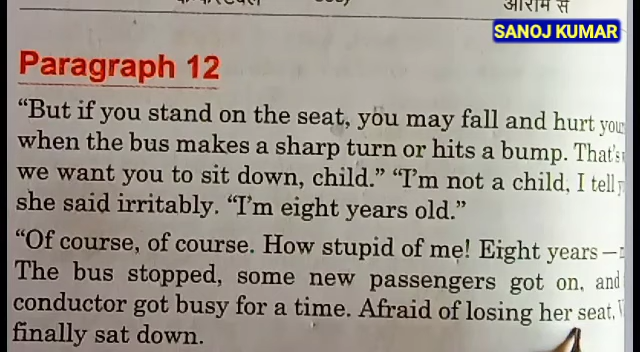 आराम से
SANOJ KUMAR
Paragraph 12
“But if you stand on the seat, you may fall and hurt
when the bus makes a sharp turn or hits a bump. That's
we want you to sit down, child.” “I'm not a child, I tell
she said irritably. “I'm eight years old.”
“Of course, of course. How stupid of me! Eight years —
The bus stopped, some new passengers got on, and
conductor got busy for a time. Afraid of losing her seat,
finally sat down.